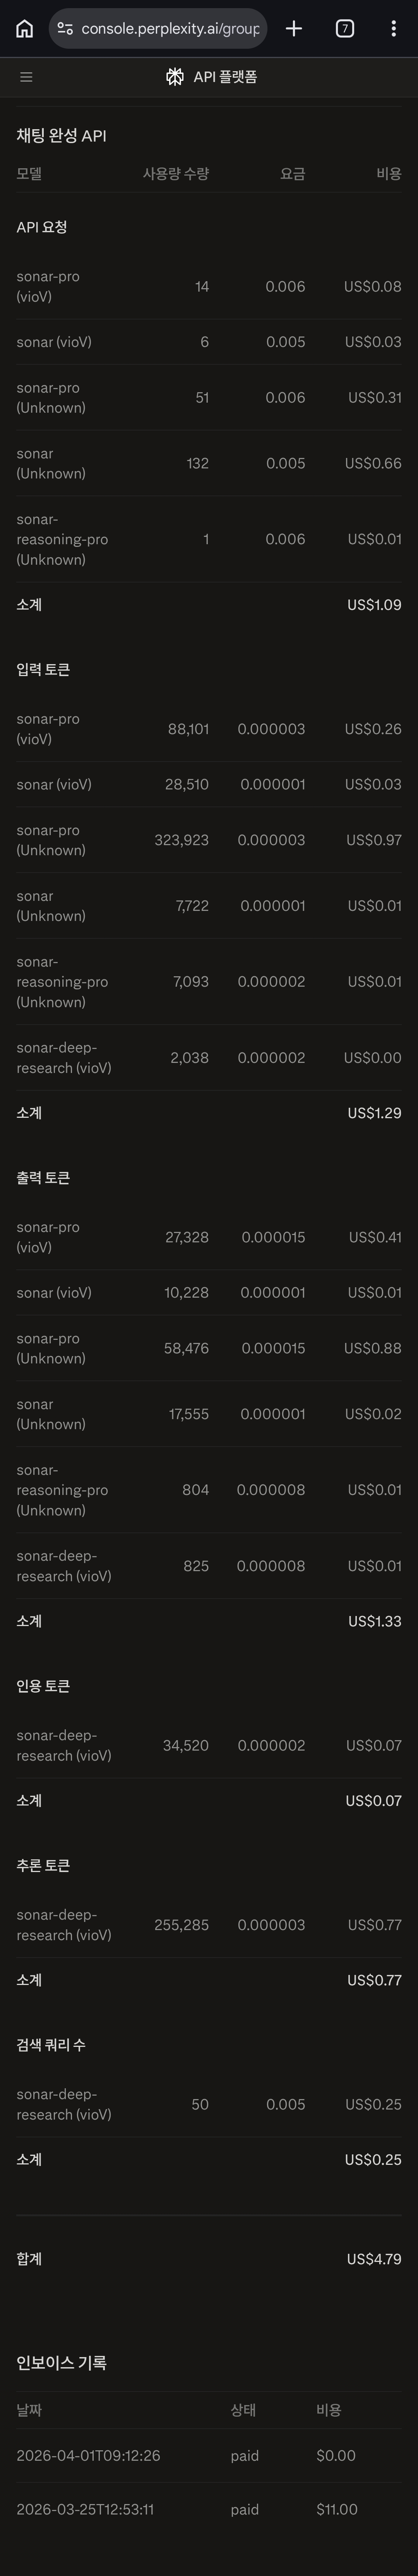 console.perplexity.ai/group
7
API 플랫폼
채팅 완성 API
모델 사용량 수량 요금 비용
API 요청
sonar-pro
(vioV) 14 0.006 US$0.08
sonar (vioV) 6 0.005 US$0.03
sonar-pro
(Unknown) 51 0.006 US$0.31
sonar
(Unknown) 132 0.005 US$0.66
sonar-
reasoning-pro 1 0.006 US$0.01
(Unknown)
소계 US$1.09
입력 토큰
sonar-pro
(vioV) 88,101 0.000003 US$0.26
sonar (vioV) 28,510 0.000001 US$0.03
sonar-pro
(Unknown) 323,923 0.000003 US$0.97
sonar
(Unknown) 7,722 0.000001 US$0.01
sonar-
reasoning-pro 7,093 0.000002 US$0.01
(Unknown)
sonar-deep-
research (vioV) 2,038 0.000002 US$0.00
소계 US$1.29
출력 토큰
sonar-pro
(vioV) 27,328 0.000015 US$0.41
sonar (vioV) 10,228 0.000001 US$0.01
sonar-pro
(Unknown) 58,476 0.000015 US$0.88
sonar
(Unknown) 17,555 0.000001 US$0.02
sonar-
reasoning-pro 804 0.000008 US$0.01
(Unknown)
sonar-deep-
research (vioV) 825 0.000008 US$0.01
소계 US$1.33
인용 토큰
sonar-deep-
research (vioV) 34,520 0.000002 US$0.07
소계 US$0.07
추론 토큰
sonar-deep-
research (vioV) 255,285 0.000003 US$0.77
소계 US$0.77
검색 쿼리 수
sonar-deep-
research (vioV) 50 0.005 US$0.25
소계 US$0.25
합계 US$4.79
인보이스 기록
날짜 상태 비용
2026-04-01T09:12:26 paid $0.00
2026-03-25T12:53:11 paid $11.00